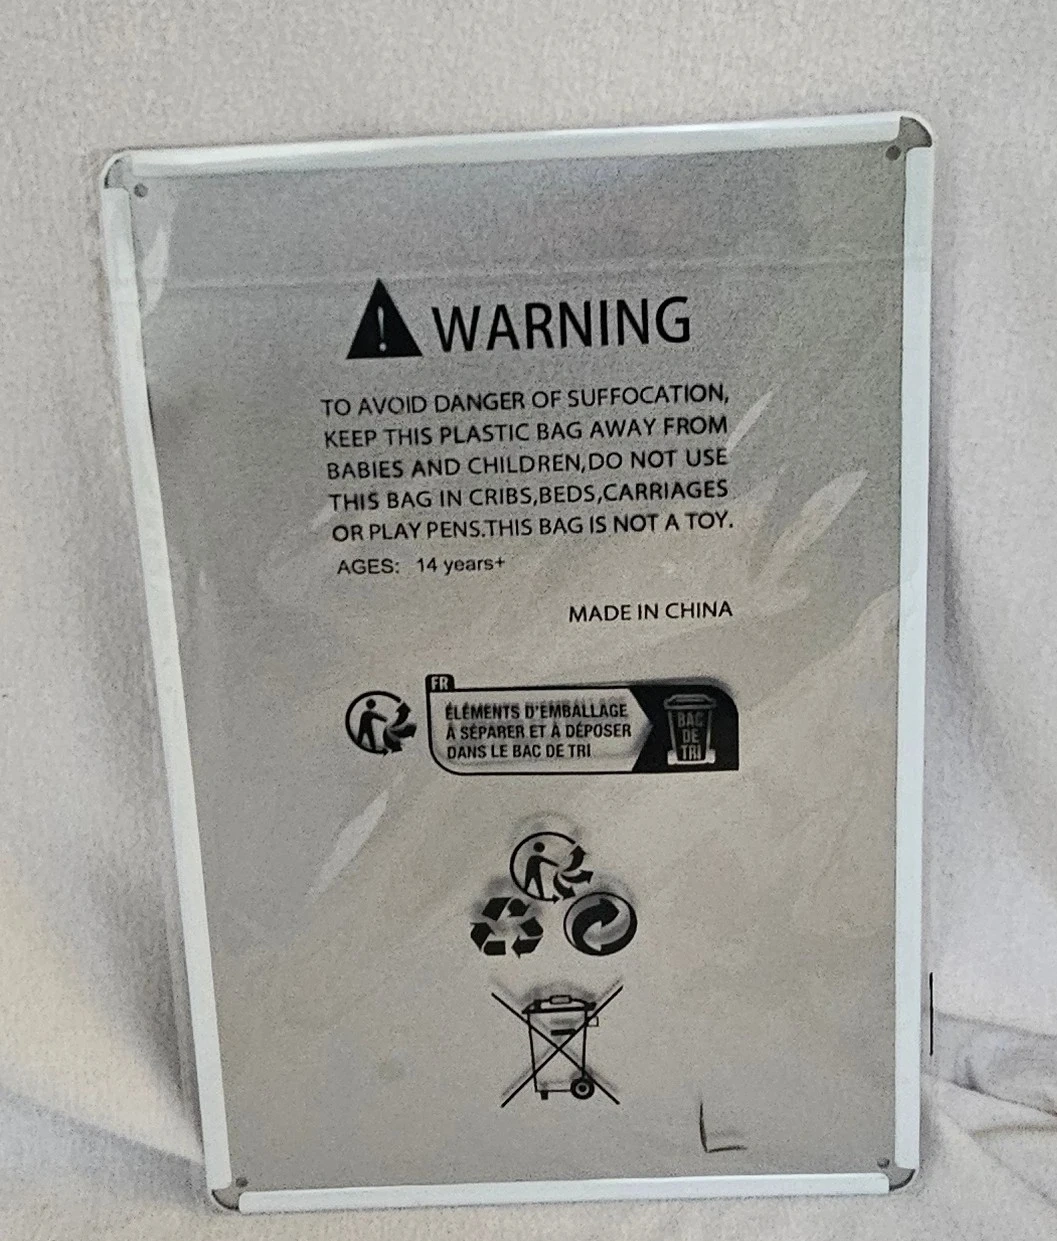 WARNING
TO AVOID DANGER OF SUFFOCATION,
KEEP THIS PLASTIC BAG AWAY FROM
BABIES AND CHILDREN,DO NOT USE
THIS BAG IN CRIBS,BEDS,CARRIAGES
OR PLAY PENS.THIS BAG IS NOT A TOY.
AGES: 14 years+
MADE IN CHINA
FR
ÉLÉMENTS D'EMBALLAGE
À SÉPARER ET À DÉPOSER
DANS LE BAC DE TRI
BAC
DE
TRI